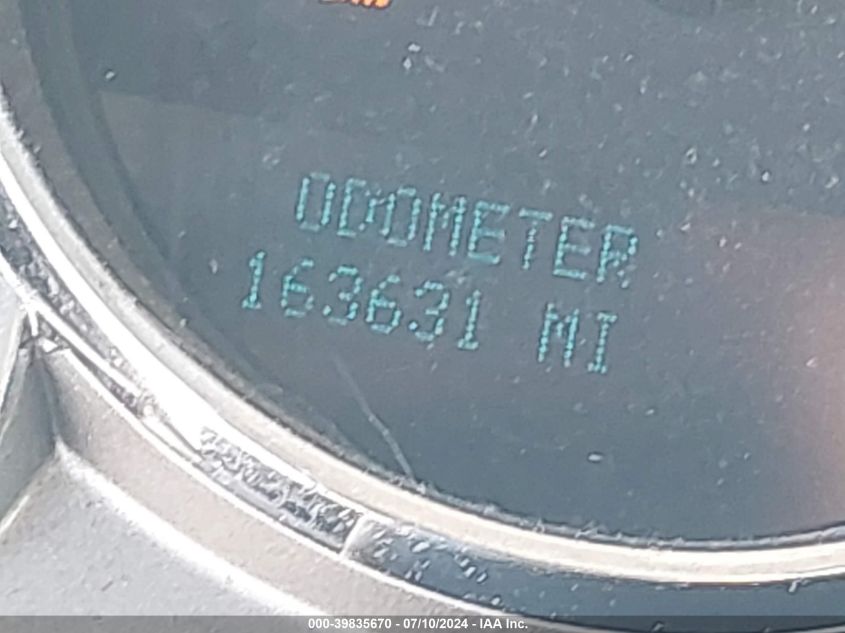 ODOMETER
163631 MI
000-39835670 - 07/10/2024 - IAA Inc.